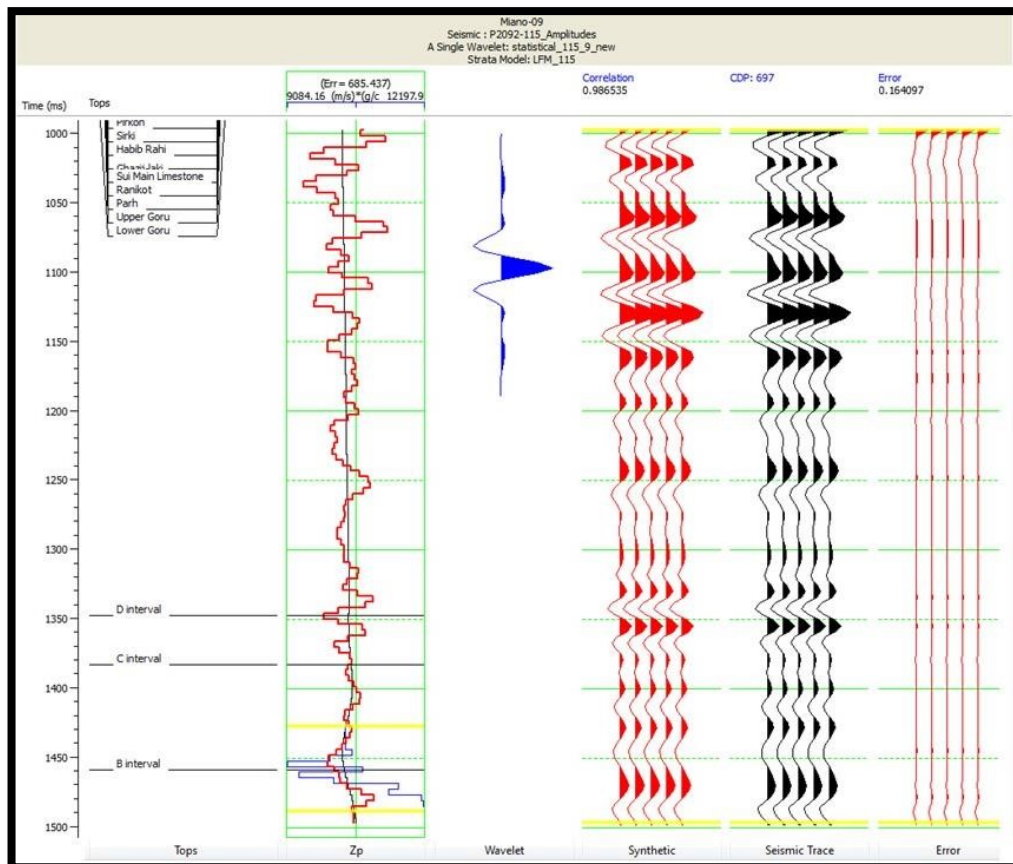 Miano-09
Seismic : P2092-115_Amplitudes
A Single Wavelet: statistical_115_9_new
Strata Model: LFM_115
(Err= 685.437)
9084.16 (m/s)*(g/c 12197.9
Correlation
0.986535
CDP: 697
Error
0.164097
Time (ms)
Tops
1000
1050
1100
1150
1200
1250
1300
1350
1400
1450
1500
Pirkoh
Sirki
Habib Rahi
Sui Main Limestone
Ranikot
Parh
Upper Goru
Lower Goru
D interval
C interval
B interval
Tops
Zp
Wavelet
Synthetic
Seismic Trace
Error